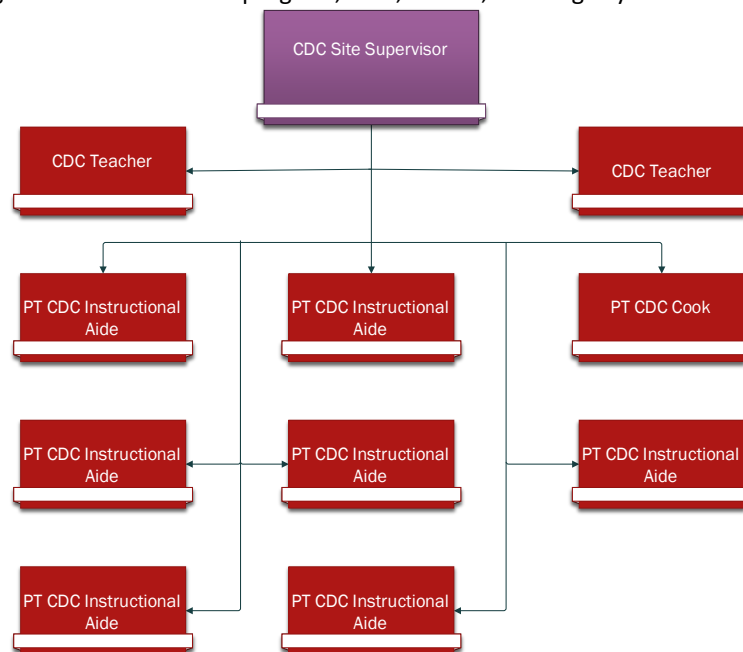 CDC Site Supervisor
CDC Teacher
CDC Teacher
PT CDC Instructional
Aide
PT CDC Instructional
Aide
PT CDC Cook
PT CDC Instructional
Aide
PT CDC Instructional
Aide
PT CDC Instructional
Aide
PT CDC Instructional
Aide
PT CDC Instructional
Aide